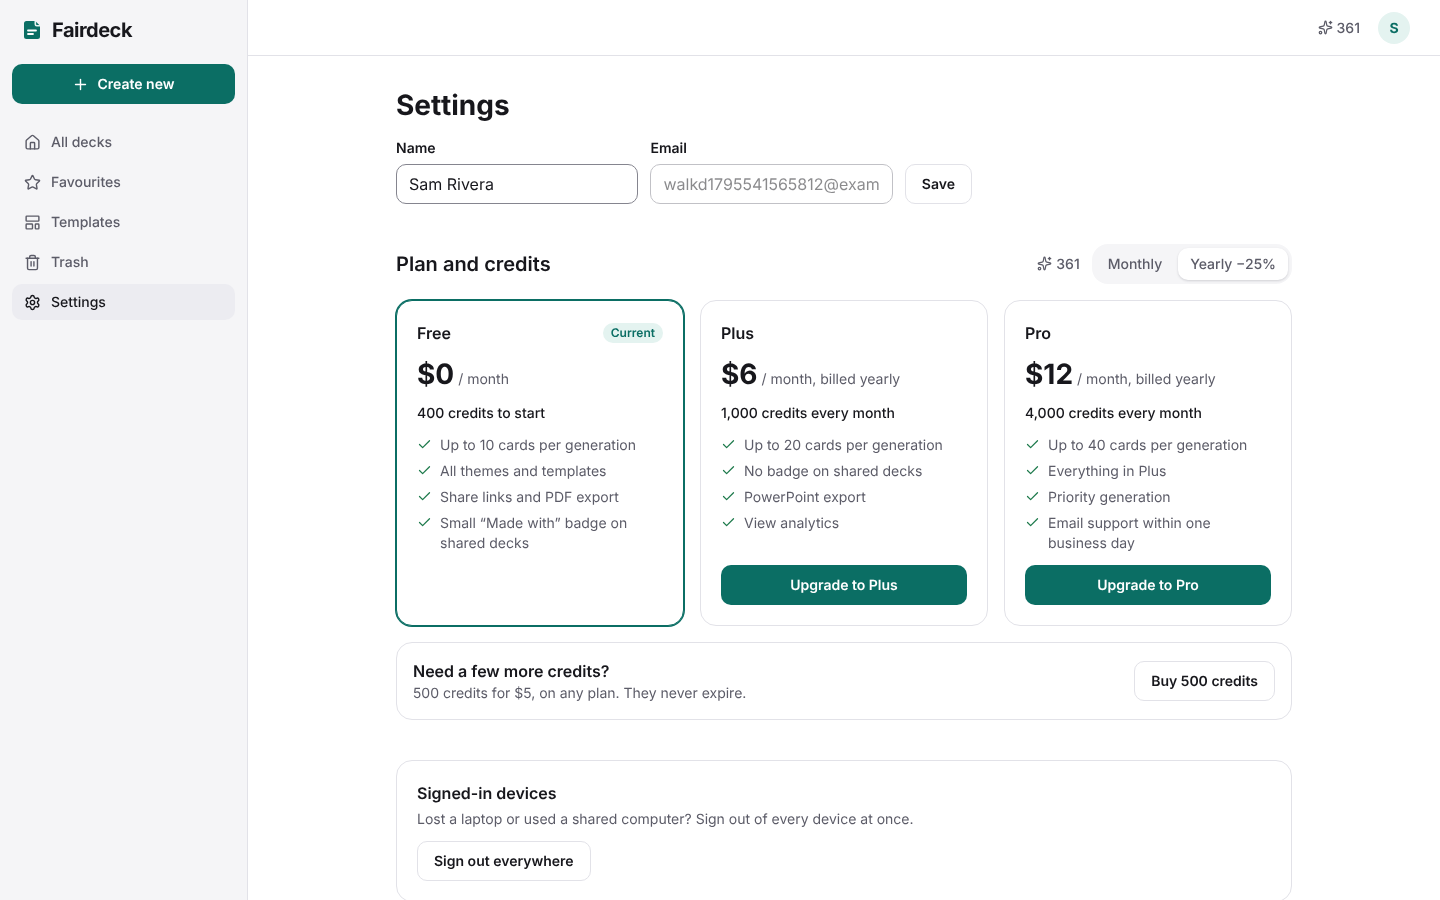 Fairdeck
361
S
Create new
All decks
Favourites
Templates
Trash
Settings
Settings
Name
Email
Sam Rivera
walkd1795541565812@exam
Save
Plan and credits
361
Monthly
Yearly −25%
Free
Current
$0 / month
400 credits to start
Up to 10 cards per generation
All themes and templates
Share links and PDF export
Small “Made with” badge on
shared decks
Plus
$6 / month, billed yearly
1,000 credits every month
Up to 20 cards per generation
No badge on shared decks
PowerPoint export
View analytics
Upgrade to Plus
Pro
$12 / month, billed yearly
4,000 credits every month
Up to 40 cards per generation
Everything in Plus
Priority generation
Email support within one
business day
Upgrade to Pro
Need a few more credits?
500 credits for $5, on any plan. They never expire.
Buy 500 credits
Signed-in devices
Lost a laptop or used a shared computer? Sign out of every device at once.
Sign out everywhere